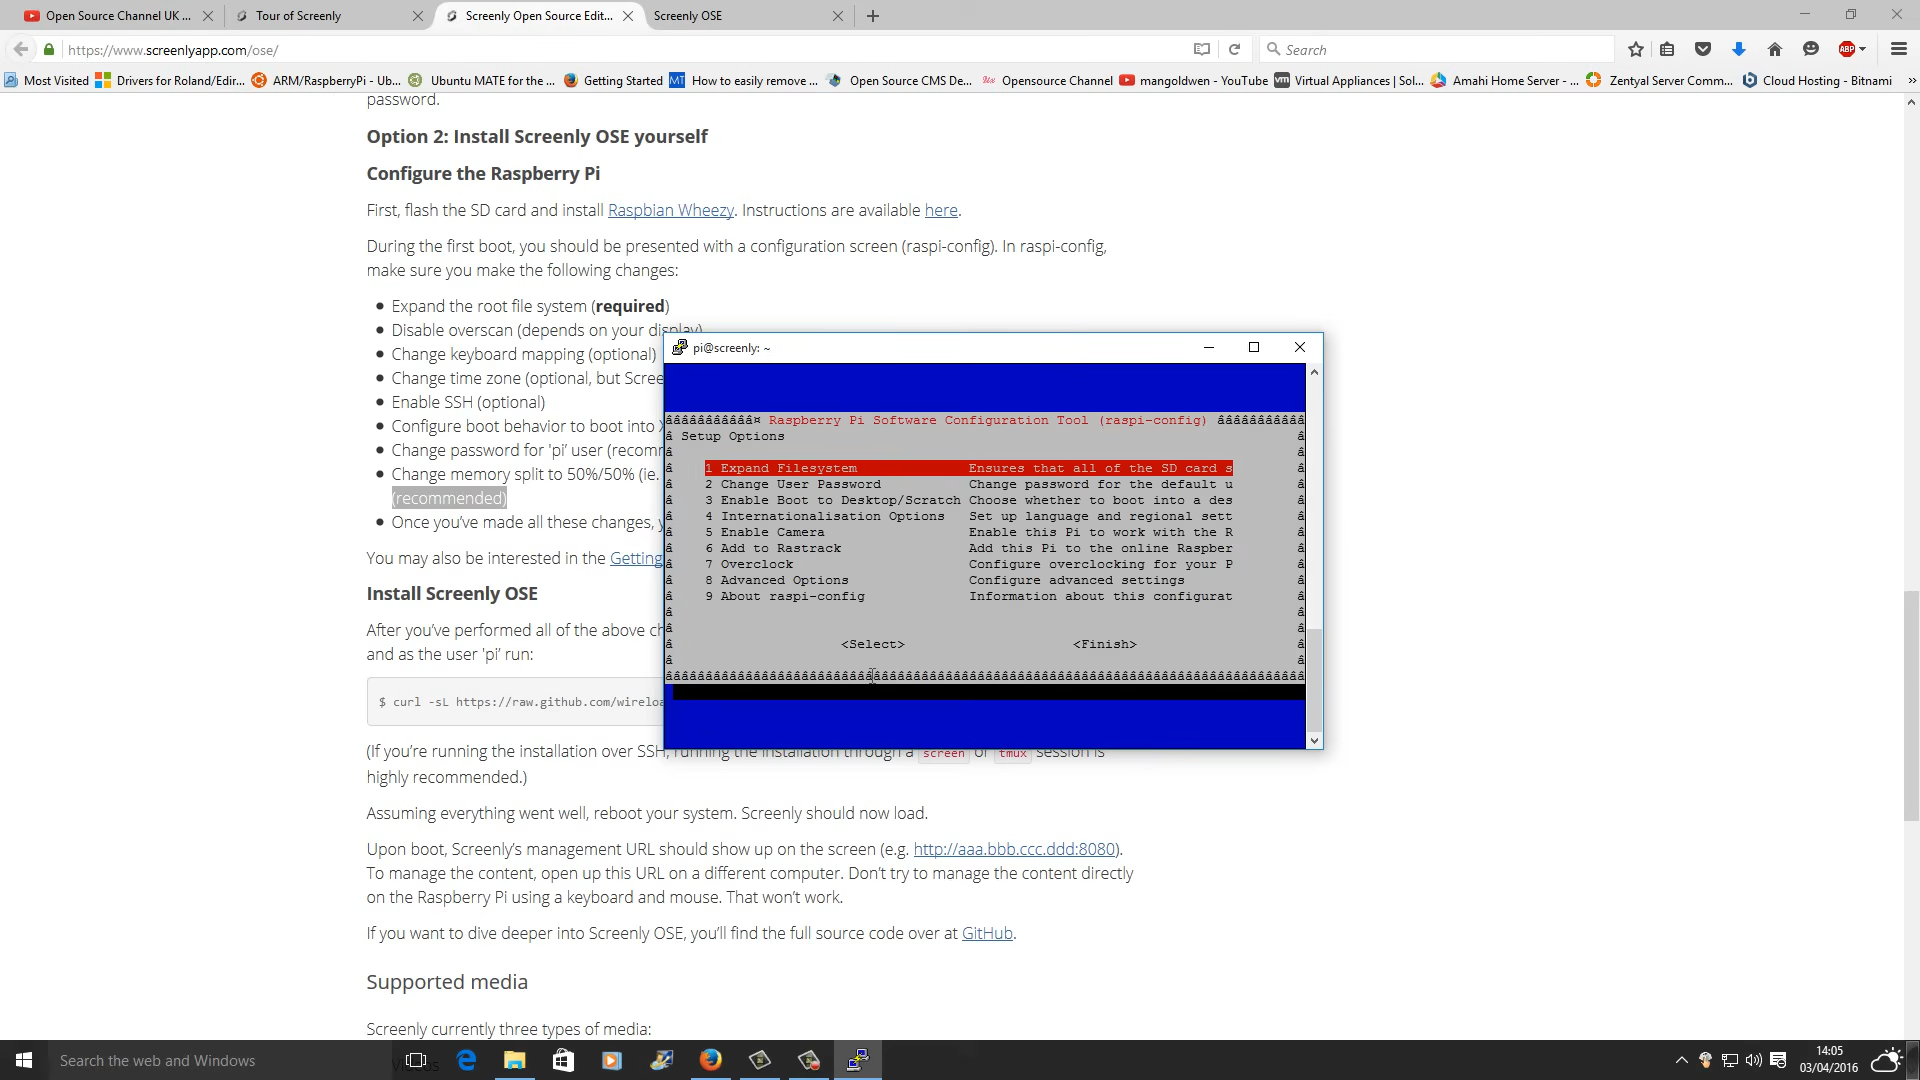 Open Source Channel UK ...
Tour of Screenly
Screenly Open Source Edit...
Screenly OSE
https://www.screenlyapp.com/ose/
Search
ABP
Most Visited
Drivers for Roland/Edir...
ARM/RaspberryPi - Ub...
Ubuntu MATE for the ...
Getting Started
MT How to easily remove ...
Open Source CMS De...
Opensource Channel
mangoldwen - YouTube
vm Virtual Appliances | Sol...
Amahi Home Server - ...
Zentyal Server Comm...
Cloud Hosting - Bitnami
password.
Option 2: Install Screenly OSE yourself
Configure the Raspberry Pi
First, flash the SD card and install Raspbian Wheezy. Instructions are available here.
During the first boot, you should be presented with a configuration screen (raspi-config). In raspi-config,
make sure you make the following changes:
Expand the root file system (required)
Disable overscan (depends on your display)
Change keyboard mapping (optional)
Change time zone (optional, but Scree
Enable SSH (optional)
Configure boot behavior to boot into
Change password for 'pi' user (recom
Change memory split to 50%/50% (ie.
(recommended)
Once you've made all these changes, y
You may also be interested in the Getting
Install Screenly OSE
After you've performed all of the above ch
and as the user 'pi' run:
$ curl -sL https://raw.github.com/wireloa
(If you're running the installation over SSH, running the installation through a screen or tmux session is
highly recommended.)
Assuming everything went well, reboot your system. Screenly should now load.
Upon boot, Screenly's management URL should show up on the screen (e.g. http://aaa.bbb.ccc.ddd:8080).
To manage the content, open up this URL on a different computer. Don't try to manage the content directly
on the Raspberry Pi using a keyboard and mouse. That won't work.
If you want to dive deeper into Screenly OSE, you'll find the full source code over at GitHub.
Supported media
Screenly currently three types of media:
pi@screenly: ~
Raspberry Pi Software Configuration Tool (raspi-config)
Setup Options
1 Expand Filesystem Ensures that all of the SD card s
2 Change User Password Change password for the default u
3 Enable Boot to Desktop/Scratch Choose whether to boot into a des
4 Internationalisation Options Set up language and regional sett
5 Enable Camera Enable this Pi to work with the R
6 Add to Rastrack Add this Pi to the online Raspber
7 Overclock Configure overclocking for your P
8 Advanced Options Configure advanced settings
9 About raspi-config Information about this configurat
<Select> <Finish>
Search the web and Windows
14:05
03/04/2016